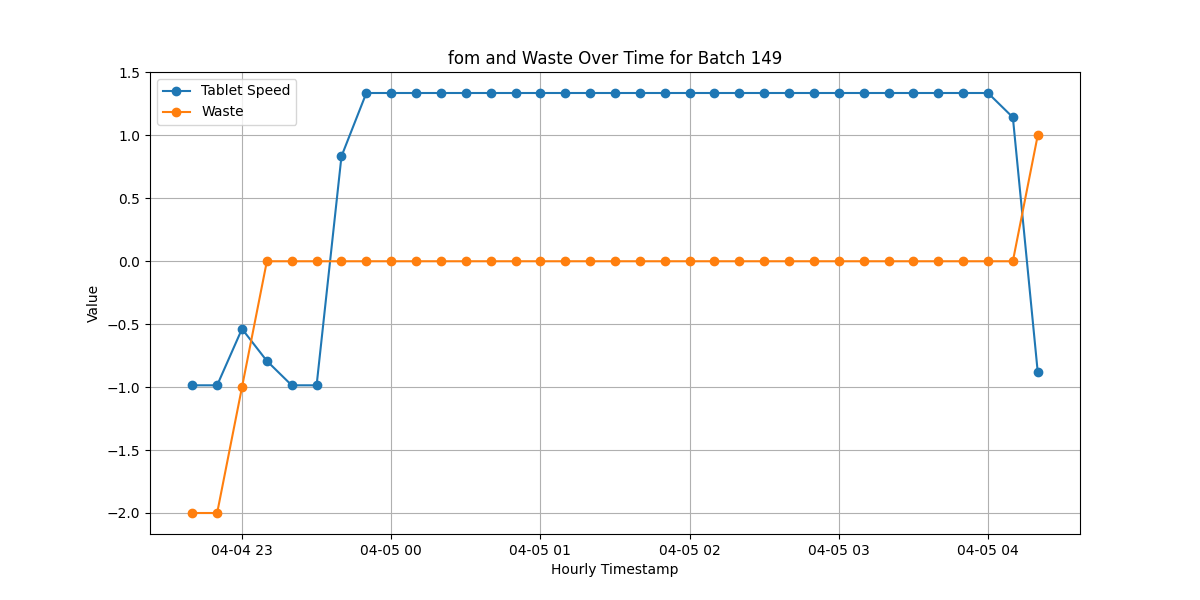 fom and Waste Over Time for Batch 149
Tablet Speed
Waste
1.5
1.0
0.5
0.0
−0.5
−1.0
−1.5
−2.0
Value
04-04 23 04-05 00 04-05 01 04-05 02 04-05 03 04-05 04
Hourly Timestamp